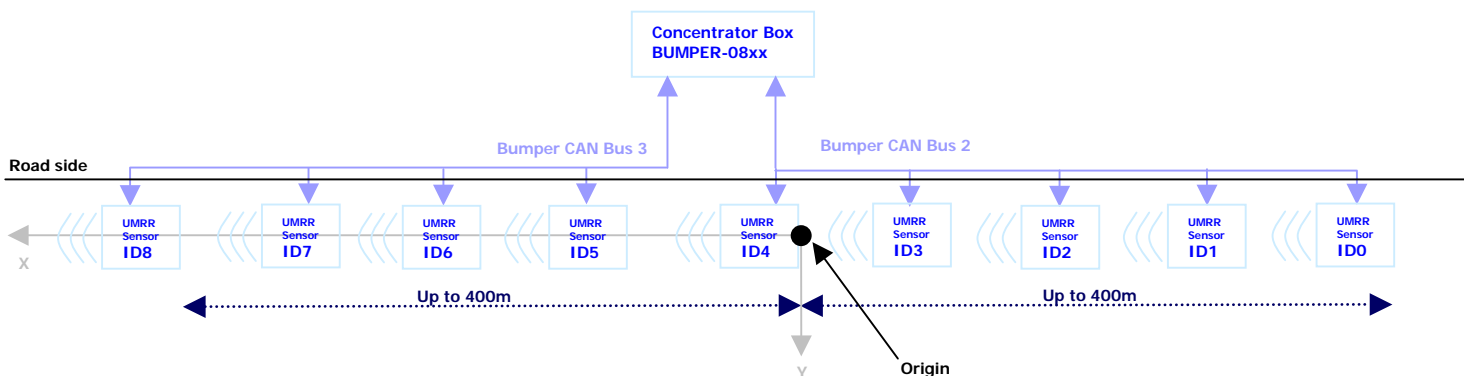 Concentrator Box
BUMPER-08xx
Bumper CAN Bus 3
Bumper CAN Bus 2
Road side
UMRR
Sensor
ID8
UMRR
Sensor
ID7
UMRR
Sensor
ID6
UMRR
Sensor
ID5
UMRR
Sensor
ID4
UMRR
Sensor
ID3
UMRR
Sensor
ID2
UMRR
Sensor
ID1
UMRR
Sensor
ID0
X
Up to 400m
Up to 400m
Origin
Y